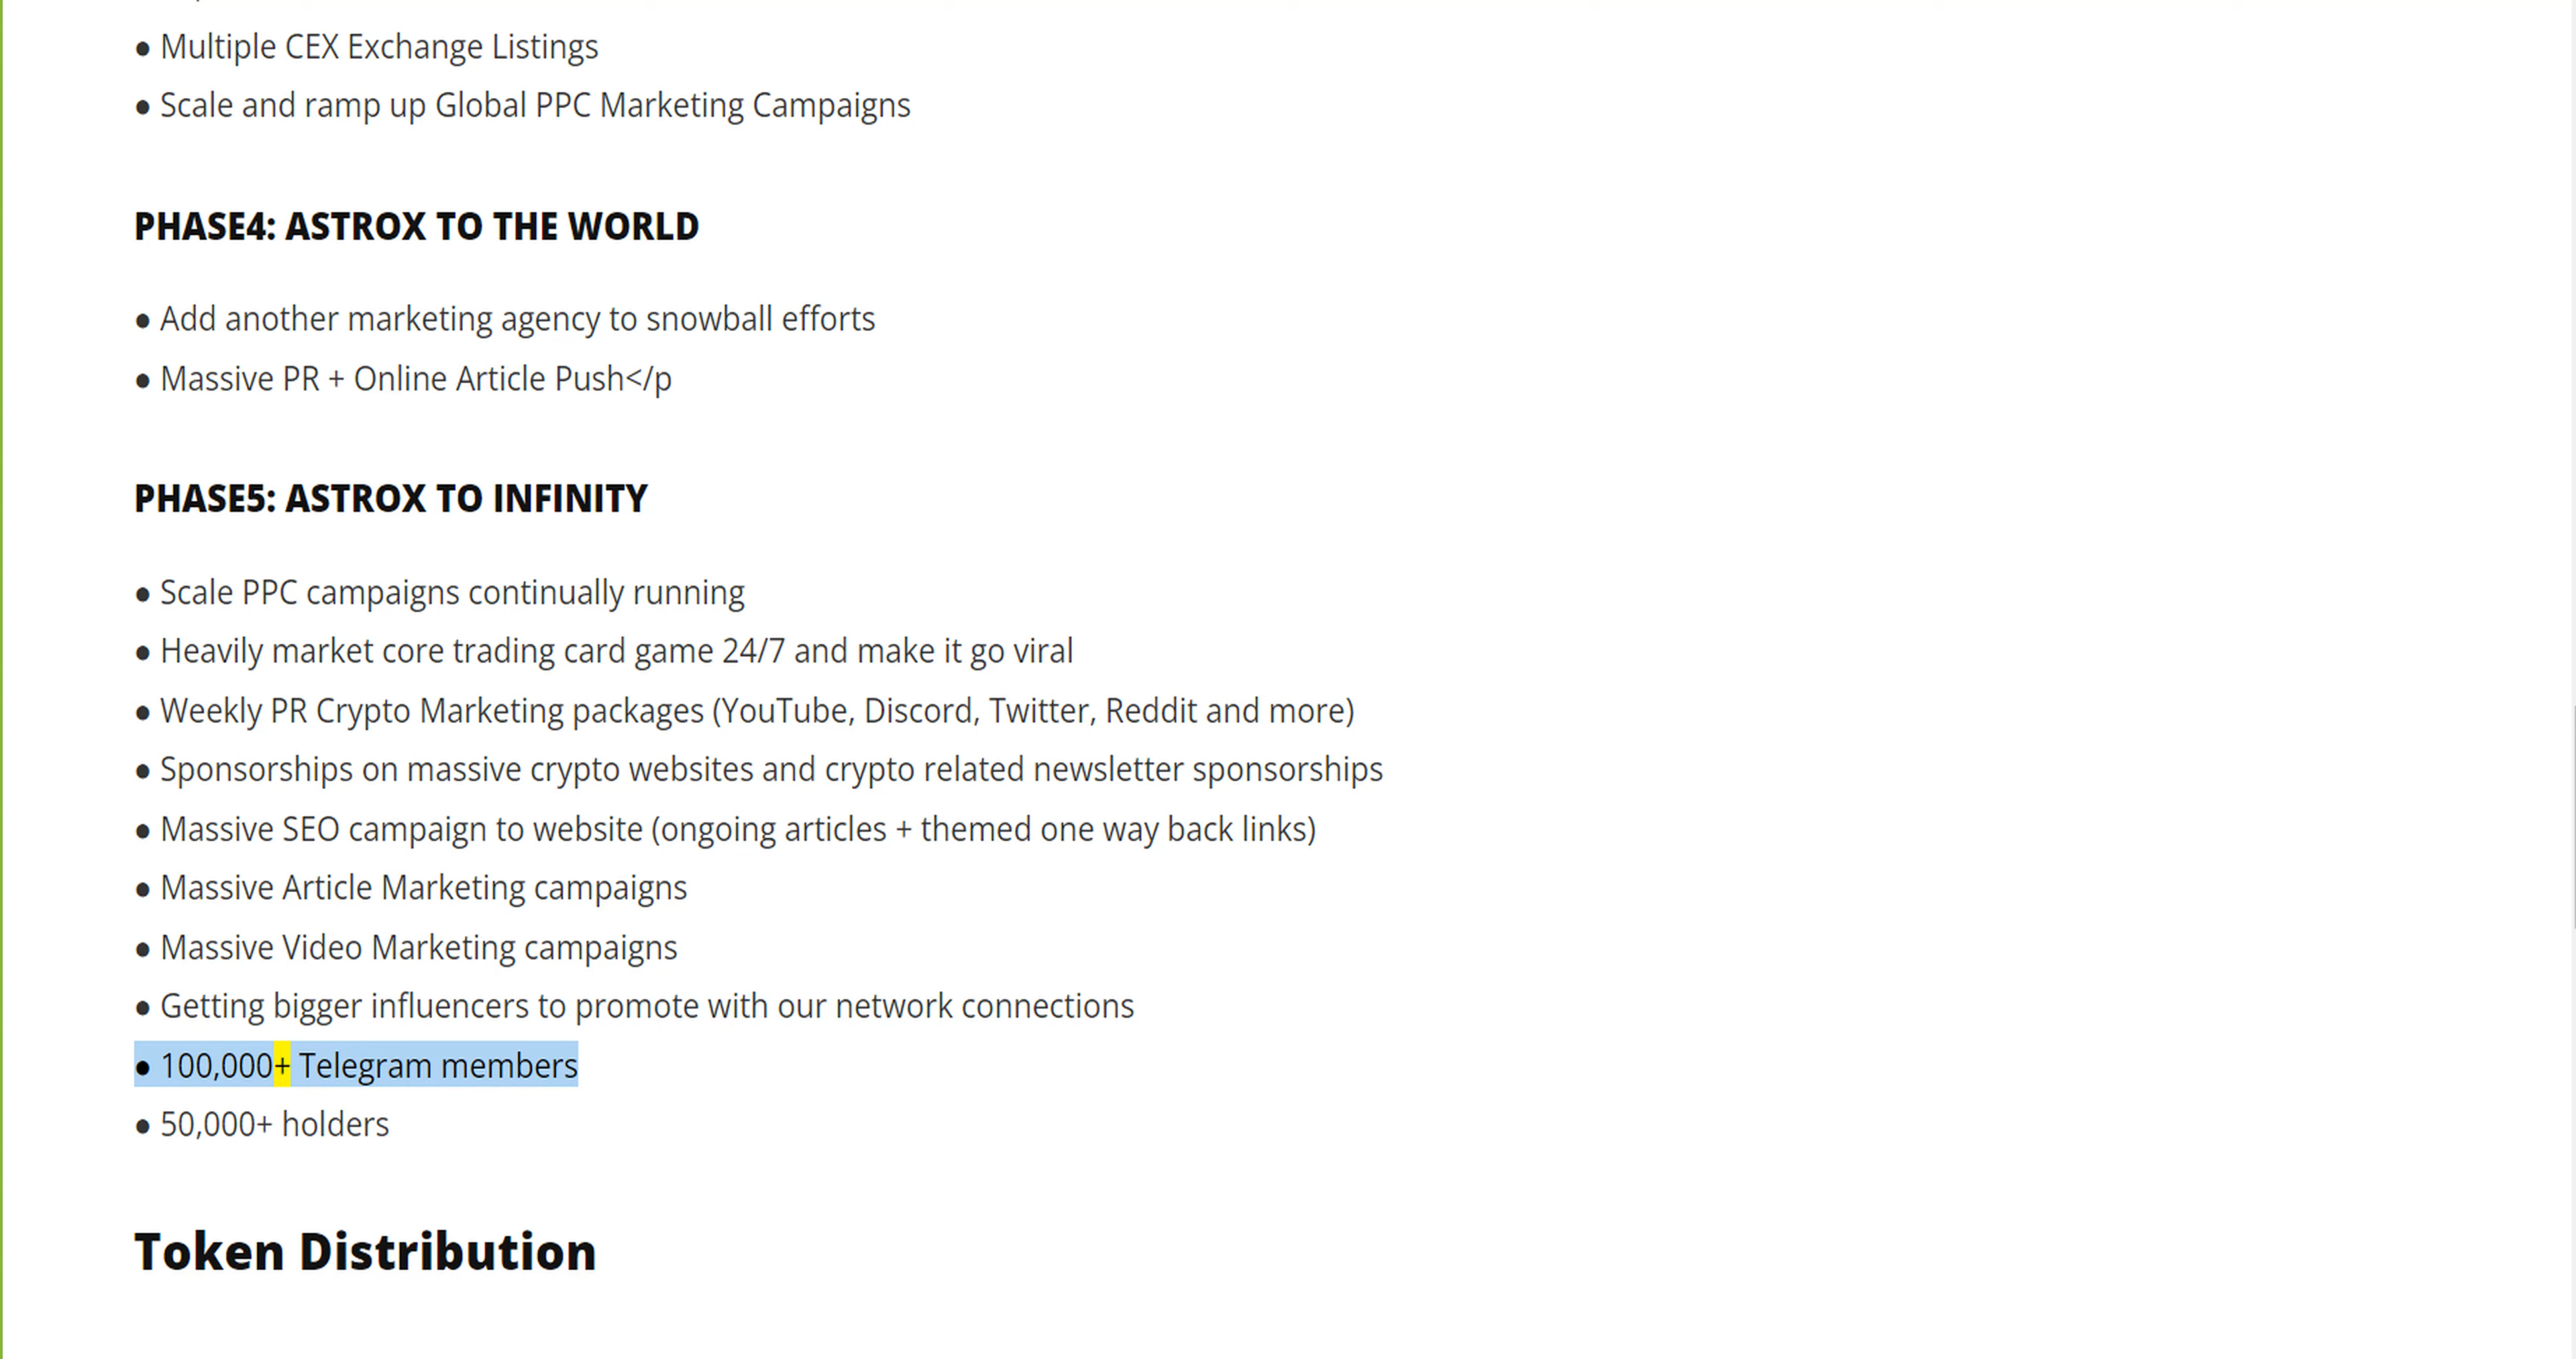 ● Multiple CEX Exchange Listings
● Scale and ramp up Global PPC Marketing Campaigns
PHASE4: ASTROX TO THE WORLD
● Add another marketing agency to snowball efforts
● Massive PR + Online Article Push</p
PHASE5: ASTROX TO INFINITY
● Scale PPC campaigns continually running
● Heavily market core trading card game 24/7 and make it go viral
● Weekly PR Crypto Marketing packages (YouTube, Discord, Twitter, Reddit and more)
● Sponsorships on massive crypto websites and crypto related newsletter sponsorships
● Massive SEO campaign to website (ongoing articles + themed one way back links)
● Massive Article Marketing campaigns
● Massive Video Marketing campaigns
● Getting bigger influencers to promote with our network connections
● 100,000+ Telegram members
● 50,000+ holders
Token Distribution